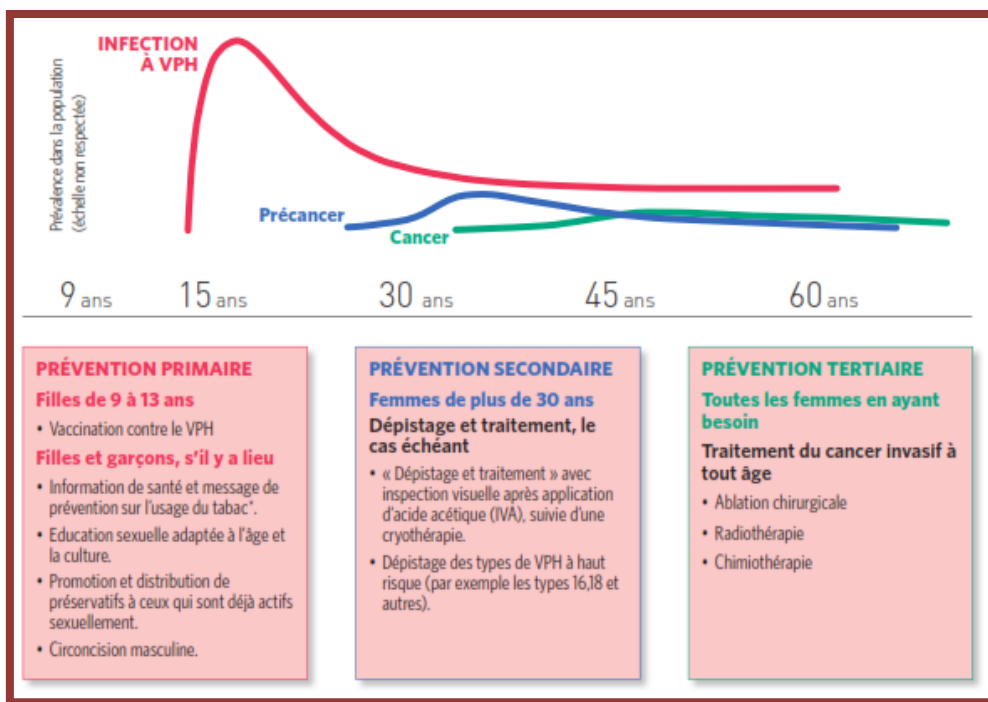 INFECTION
À VPH
Prévalence dans la population
(échelle non respectée)
Précancer
Cancer
9 ans 15 ans 30 ans 45 ans 60 ans
PRÉVENTION PRIMAIRE
Filles de 9 à 13 ans
• Vaccination contre le VPH
Filles et garçons, s'il y a lieu
• Information de santé et message de
prévention sur l'usage du tabac*.
• Education sexuelle adaptée à l'âge et
la culture.
• Promotion et distribution de
préservatifs à ceux qui sont déjà actifs
sexuellement.
• Circoncision masculine.
PRÉVENTION SECONDAIRE
Femmes de plus de 30 ans
Dépistage et traitement, le
cas échéant
• « Dépistage et traitement » avec
inspection visuelle après application
d'acide acétique (IVA), suivie d'une
cryothérapie.
• Dépistage des types de VPH à haut
risque (par exemple les types 16,18 et
autres).
PRÉVENTION TERTIAIRE
Toutes les femmes en ayant
besoin
Traitement du cancer invasif à
tout âge
• Ablation chirurgicale
• Radiothérapie
• Chimiothérapie